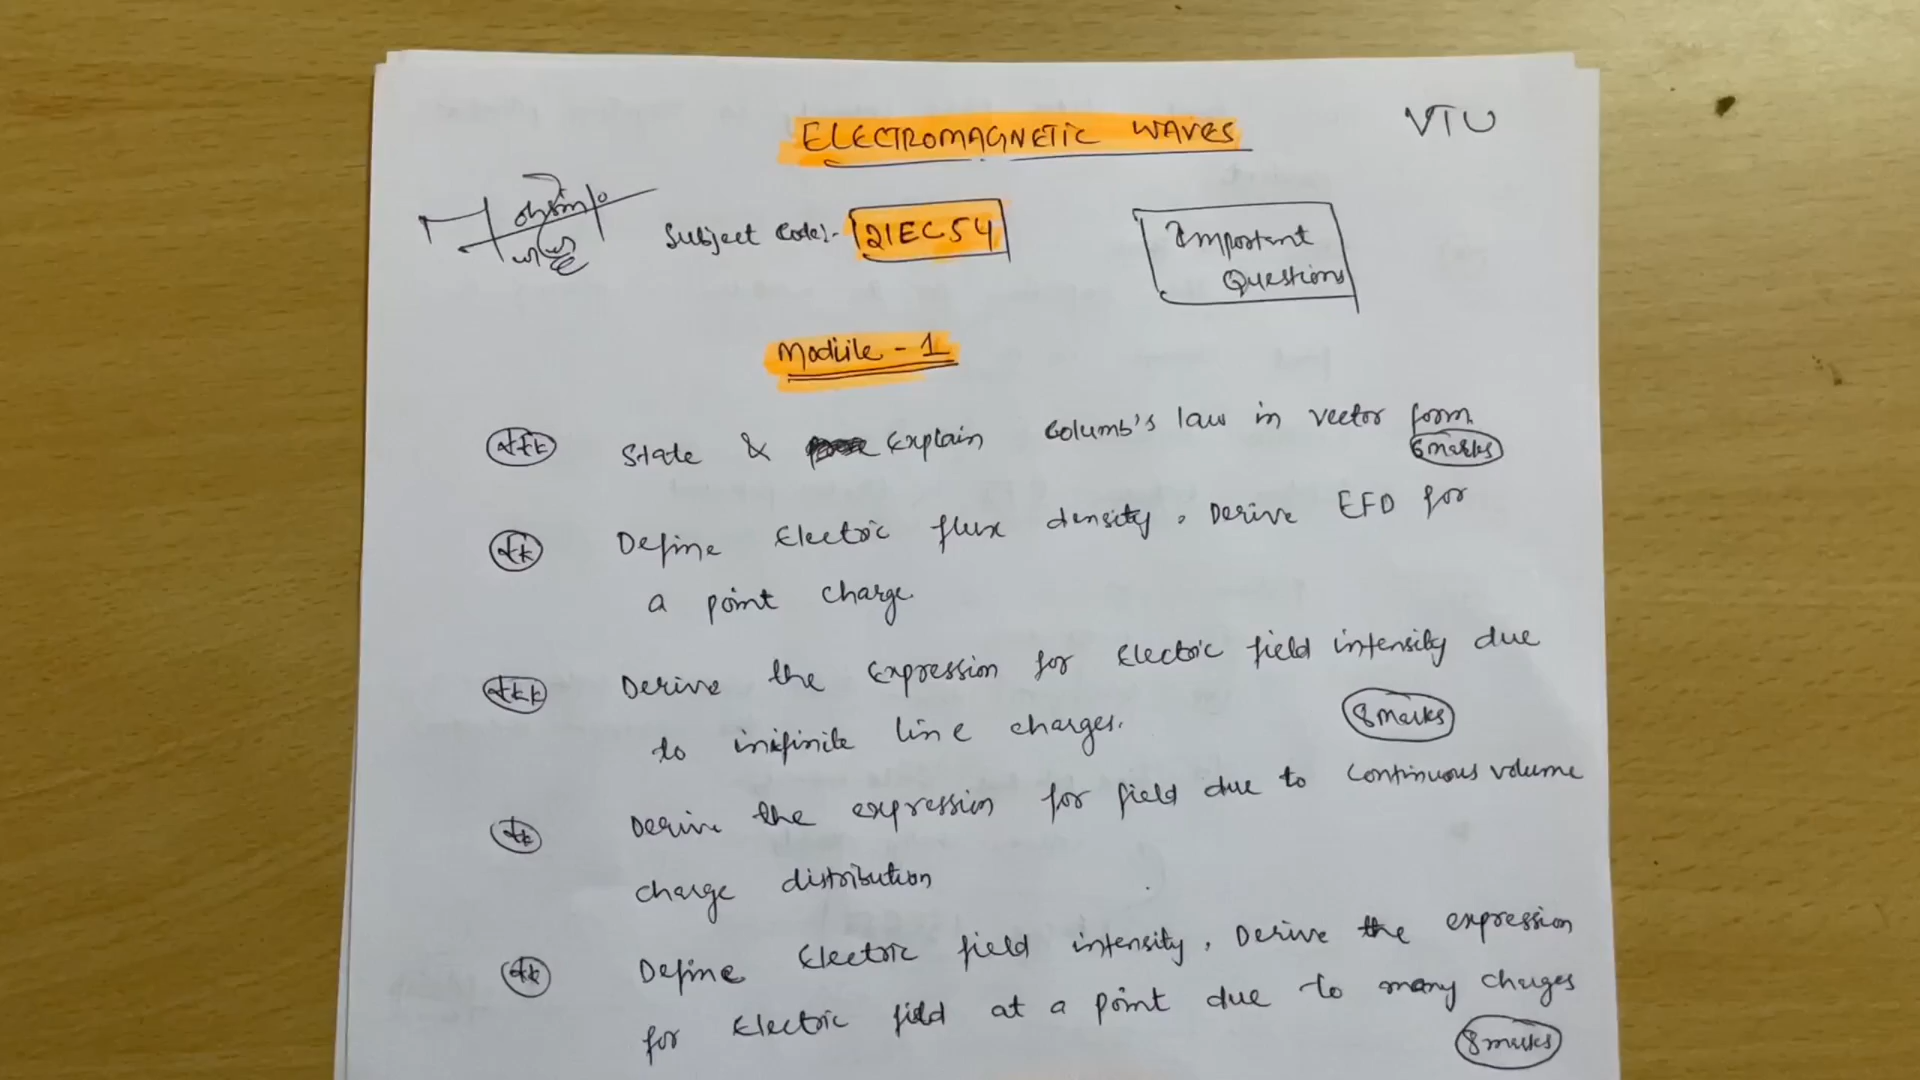 ELECTROMAGNETIC WAVES
VTU
Subject Code:- 21EC54
Important
Questions
Module - 1
State & Explain Columb's law in vector form
6 marks
Define Electric flux density. Derive EFD for
a point charge
Derive the Expression for Electric field intensity due
to inifinite line charges.
8 marks
Derive the expression for field due to continuous volume
charge distribution
Define Electric field intensity. Derive the expression
for Electric field at a point due to many charges
8 marks